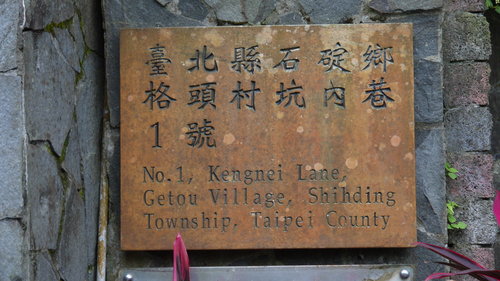 臺北縣石碇鄉
格頭村坑內巷
1號
No.1, Kengnei Lane,
Getou Village, Shihding
Township, Taipei County